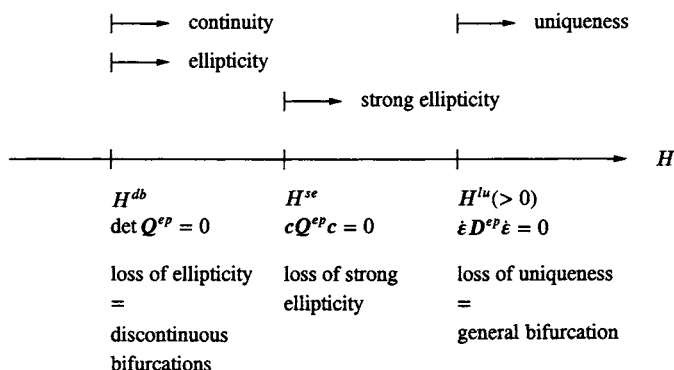 continuity
uniqueness
ellipticity
strong ellipticity
H
H^{db}
H^{se}
H^{lu}(> 0)
det Q^{ep} = 0
cQ^{ep}c = 0
ε̇D^{ep}ε̇ = 0
loss of ellipticity
loss of strong
loss of uniqueness
=
ellipticity
=
discontinuous
general bifurcation
bifurcations